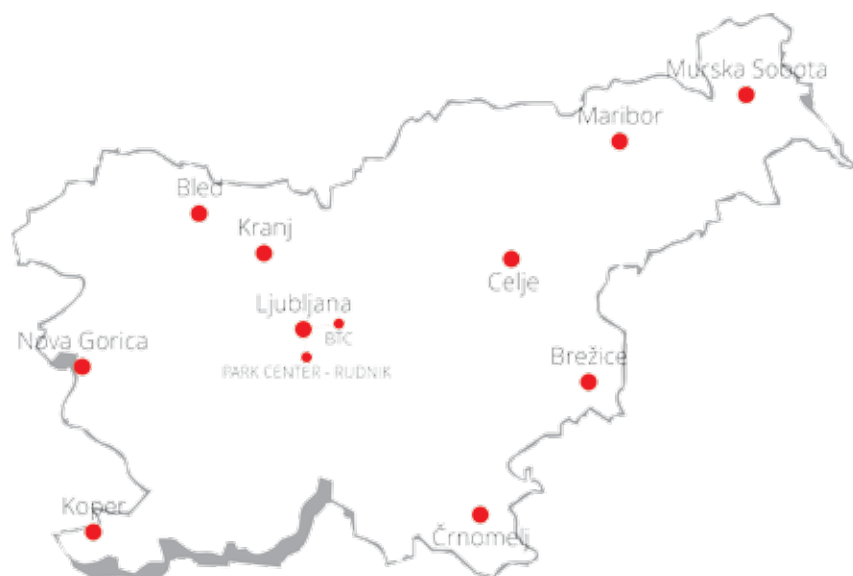 Murska Sobota
Maribor
Bled
Kranj
Celje
Ljubljana
BTC
Nova Gorica
PARK CENTER - RUDNIK
Brežice
Koper
Črnomelj